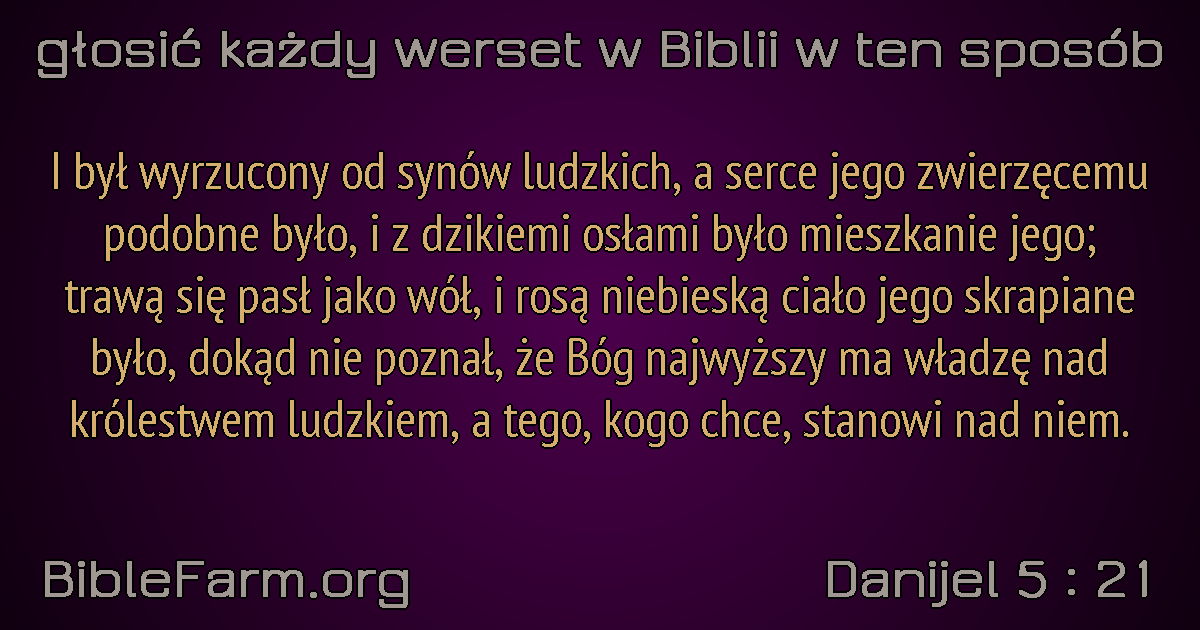 głosić każdy werset w Biblii w ten sposób
I był wyrzucony od synów ludzkich, a serce jego zwierzęcemu
podobne było, i z dzikiemi osłami było mieszkanie jego;
trawą się pasł jako wół, i rosą niebieską ciało jego skrapiane
było, dokąd nie poznał, że Bóg najwyższy ma władzę nad
królestwem ludzkiem, a tego, kogo chce, stanowi nad niem.
BibleFarm.org
Danijel 5 : 21